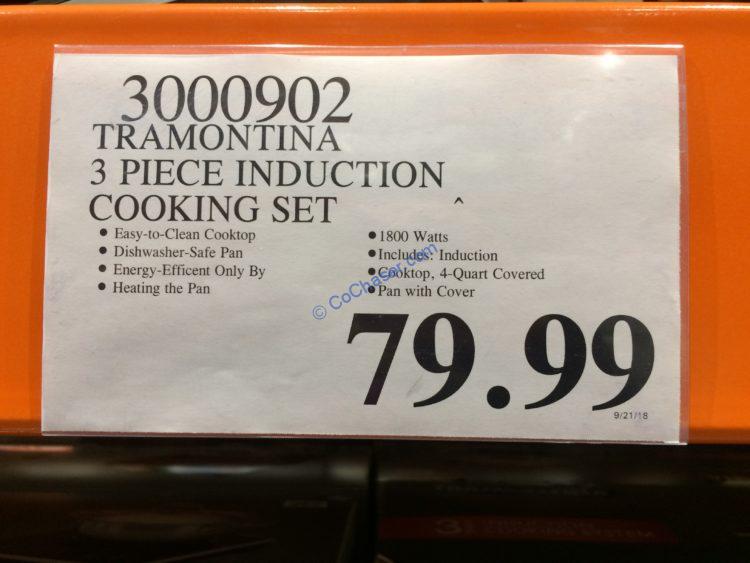 3000902
TRAMONTINA
3 PIECE INDUCTION
COOKING SET ^
• Easy-to-Clean Cooktop
• Dishwasher-Safe Pan
• Energy-Efficent Only By
• Heating the Pan
• 1800 Watts
• Includes: Induction
• Cooktop, 4-Quart Covered
• Pan with Cover
© CoChaser.com
79.99
9/21/18
3